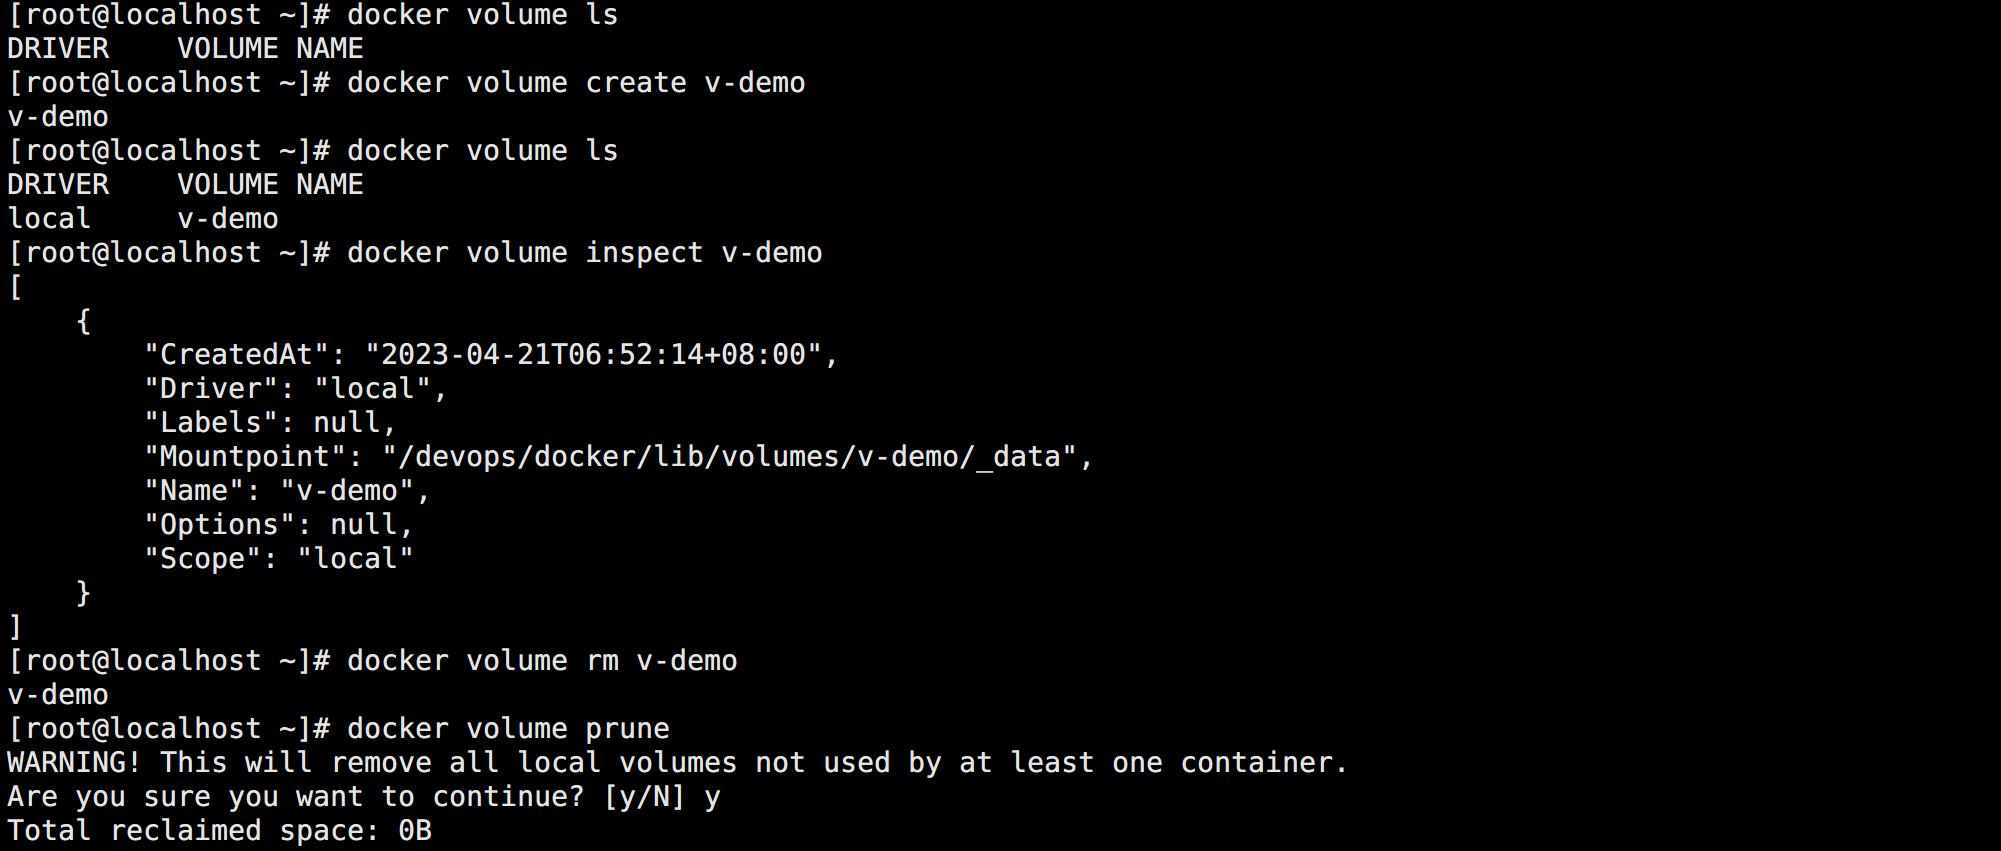 [root@localhost ~]# docker volume ls
DRIVER    VOLUME NAME
[root@localhost ~]# docker volume create v-demo
v-demo
[root@localhost ~]# docker volume ls
DRIVER    VOLUME NAME
local     v-demo
[root@localhost ~]# docker volume inspect v-demo
[
    {
        "CreatedAt": "2023-04-21T06:52:14+08:00",
        "Driver": "local",
        "Labels": null,
        "Mountpoint": "/devops/docker/lib/volumes/v-demo/_data",
        "Name": "v-demo",
        "Options": null,
        "Scope": "local"
    }
]
[root@localhost ~]# docker volume rm v-demo
v-demo
[root@localhost ~]# docker volume prune
WARNING! This will remove all local volumes not used by at least one container.
Are you sure you want to continue? [y/N] y
Total reclaimed space: 0B